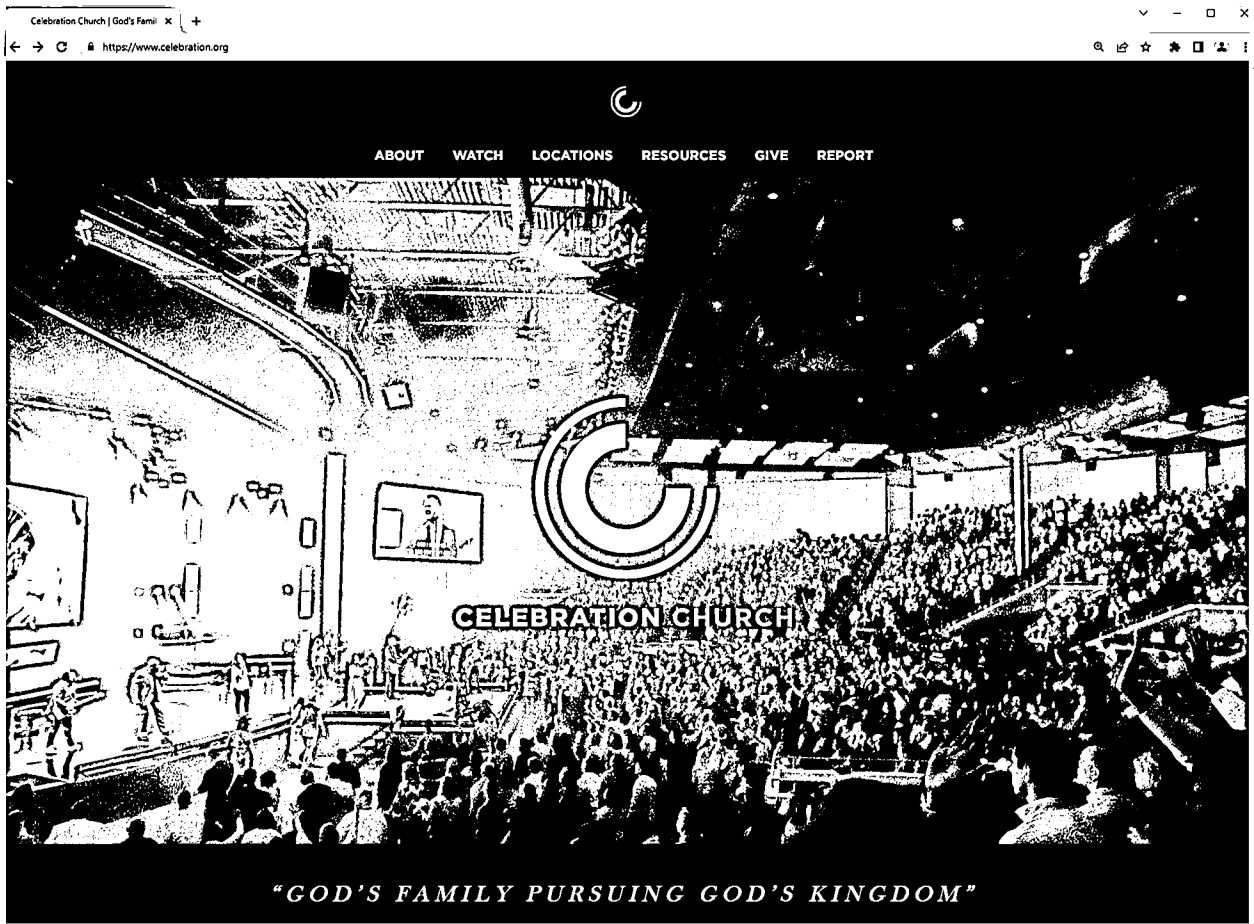 Celebration Church | God's Famil
https://www.celebration.org
ABOUT WATCH LOCATIONS RESOURCES GIVE REPORT
CELEBRATION CHURCH
“GOD’S FAMILY PURSUING GOD’S KINGDOM”